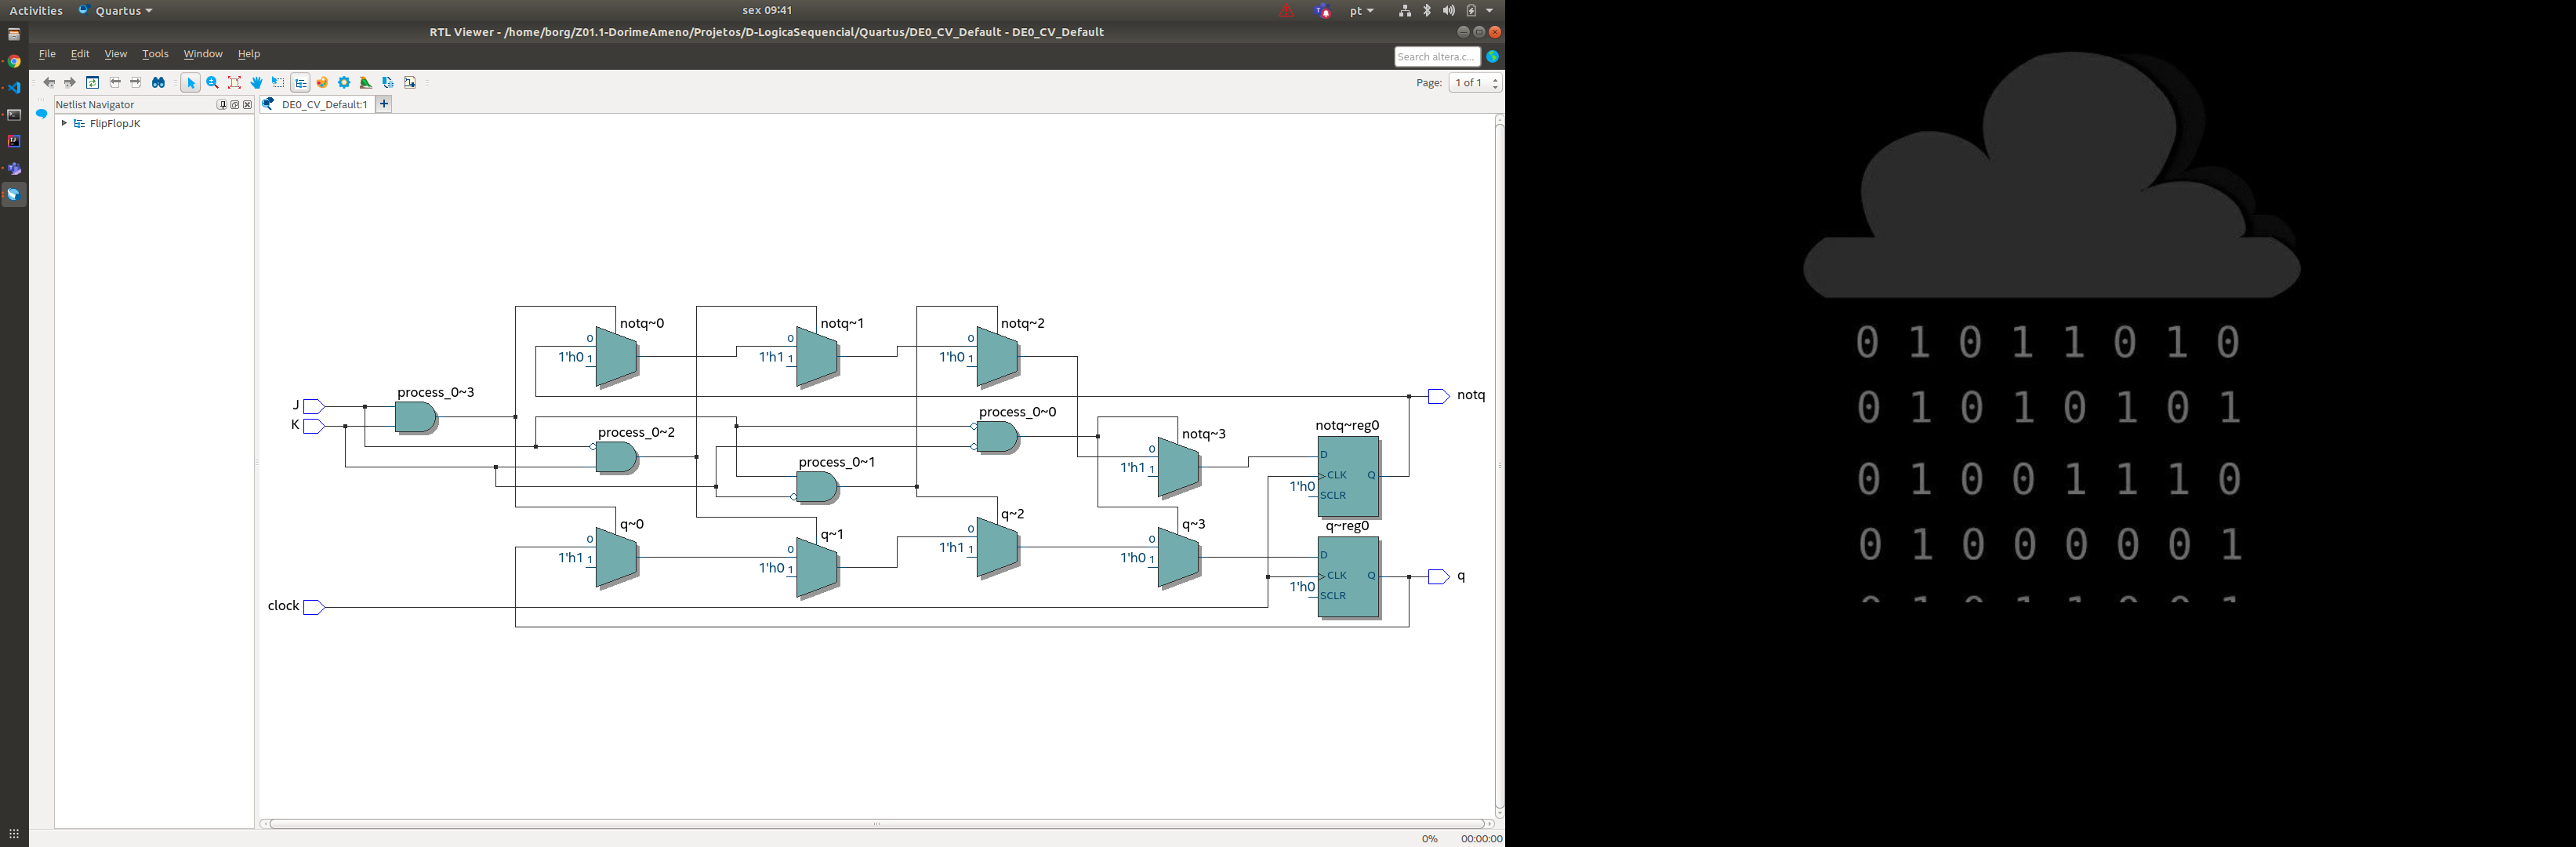 Activities Quartus sex 09:41 pt
RTL Viewer - /home/borg/Z01.1-DorimeAmeno/Projetos/D-LogicaSequencial/Quartus/DE0_CV_Default - DE0_CV_Default
File Edit View Tools Window Help Search altera.c...
Page: 1 of 1
Netlist Navigator DE0_CV_Default:1 +
FlipFlopJK
notq~0 notq~1 notq~2
0 0 0
1'h0 1 1'h1 1 1'h0 1
process_0~3 notq
J process_0~0
K process_0~2 notq~3 notq~reg0
0 D
process_0~1 1'h1 1 CLK Q
1'h0 SCLR
q~0 q~1 q~2 q~3 q~reg0
0 0 0 0 D
1'h1 1 1'h0 1 1'h1 1 1'h0 1
CLK Q q
1'h0 SCLR
clock
0% 00:00:00
0 1 0 1 1 0 1 0
0 1 0 1 0 1 0 1
0 1 0 0 1 1 1 0
0 1 0 0 0 0 0 1